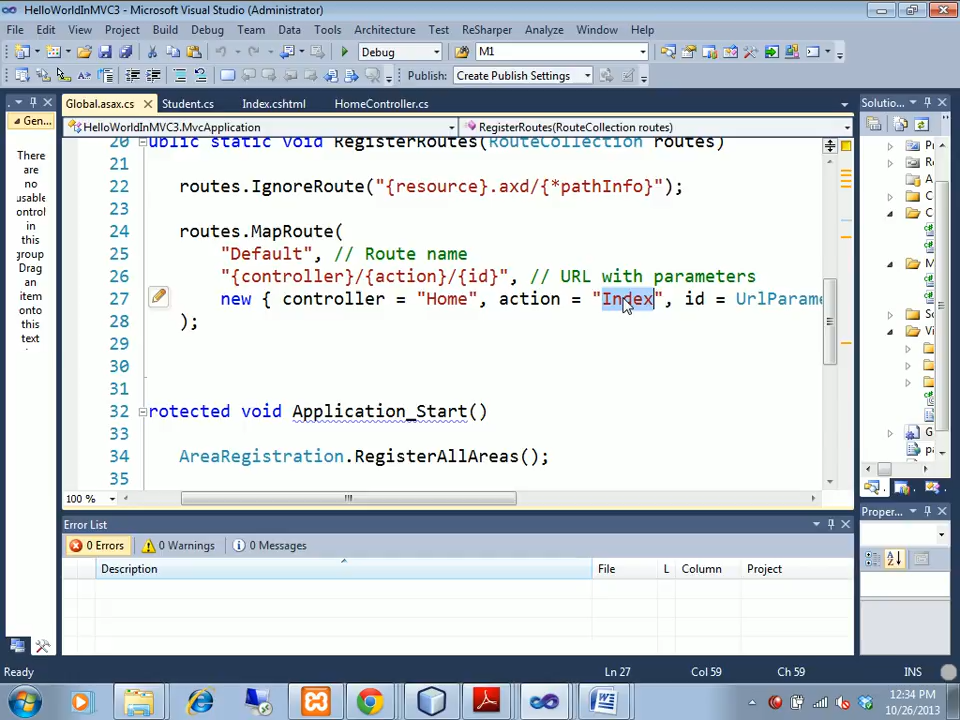 HelloWorldInMVC3 - Microsoft Visual Studio (Administrator)
File Edit View Project Build Debug Team Data Tools Architecture Test ReSharper Analyze Window Help
Debug M1
Publish: Create Publish Settings
Gen...
There are no usable control in this group Drag an item onto this text
Global.asax.cs Student.cs Index.cshtml HomeController.cs
HelloWorldInMVC3.MvcApplication RegisterRoutes(RouteCollection routes)
20 ublic static void RegisterRoutes(RouteCollection routes)
21
22 routes.IgnoreRoute("{resource}.axd/{*pathInfo}");
23
24 routes.MapRoute(
25 "Default", // Route name
26 "{controller}/{action}/{id}", // URL with parameters
27 new { controller = "Home", action = "Index", id = UrlParame
28 );
29
30
31
32 rotected void Application_Start()
33
34 AreaRegistration.RegisterAllAreas();
35
100 %
Solutio...
P
R
A
C
C
M
S
Vi
G
pa
Proper...
Error List
0 Errors 0 Warnings 0 Messages
Description File L Column Project
Ready Ln 27 Col 59 Ch 59 INS
12:34 PM
10/26/2013